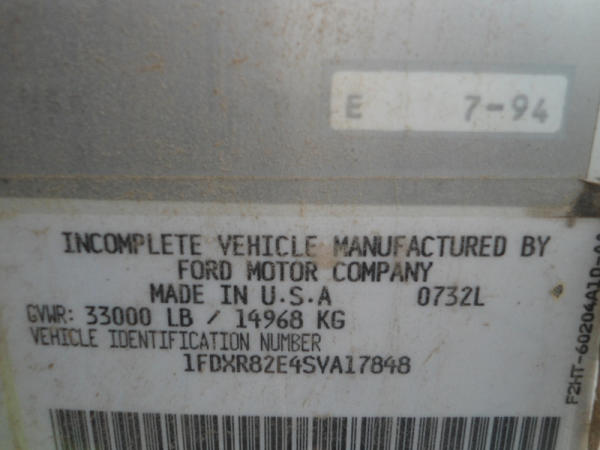 E 7-94
INCOMPLETE VEHICLE MANUFACTURED BY
FORD MOTOR COMPANY
MADE IN U.S.A 0732L
GVWR: 33000 LB / 14968 KG
VEHICLE IDENTIFICATION NUMBER
1FDXR82E4SVA17848